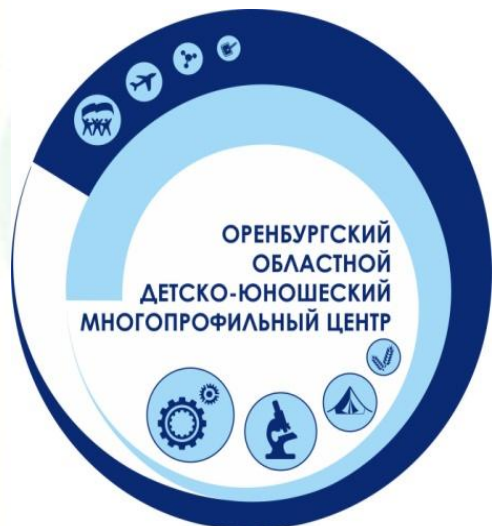 ОРЕНБУРГСКИЙ
ОБЛАСТНОЙ
ДЕТСКО-ЮНОШЕСКИЙ
МНОГОПРОФИЛЬНЫЙ ЦЕНТР